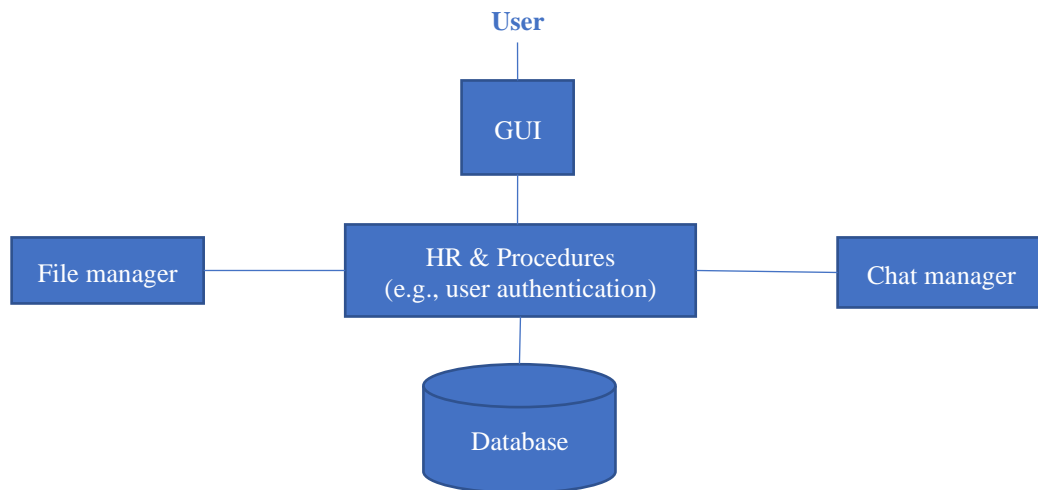 User
GUI
File manager
HR & Procedures
(e.g., user authentication)
Chat manager
Database